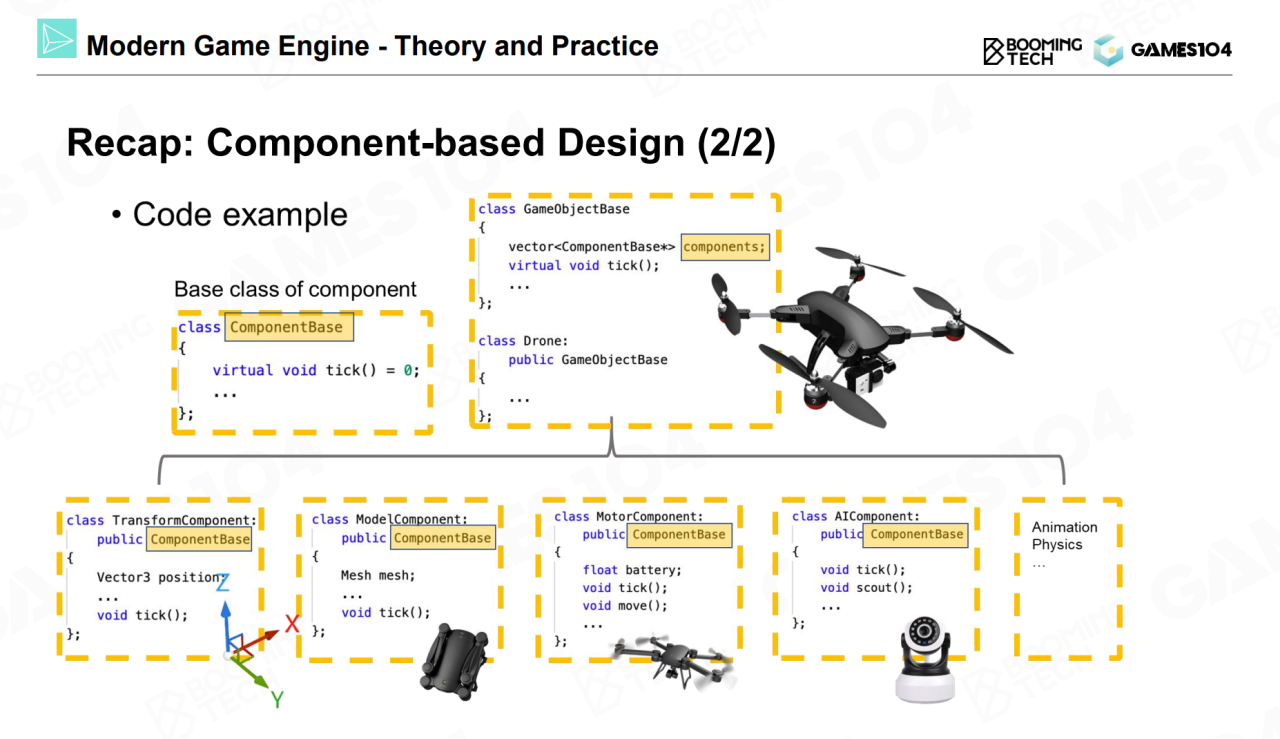 Modern Game Engine - Theory and Practice
BOOMING
TECH
GAMES104
Recap: Component-based Design (2/2)
• Code example
Base class of component
class ComponentBase
{
virtual void tick() = 0;
...
};
class GameObjectBase
{
vector<ComponentBase*> components;
virtual void tick();
...
};
class Drone:
public GameObjectBase
{
...
};
class TransformComponent:
public ComponentBase
{
Vector3 position;
...
void tick();
};
Z
X
Y
class ModelComponent:
public ComponentBase
{
Mesh mesh;
...
void tick();
};
class MotorComponent:
public ComponentBase
{
float battery;
void tick();
void move();
...
};
class AIComponent:
public ComponentBase
{
void tick();
void scout();
...
};
Animation
Physics
...